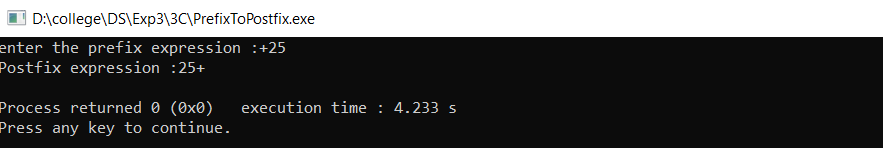 D:\college\DS\Exp3\3C\PrefixToPostfix.exe
enter the prefix expression :+25
Postfix expression :25+
Process returned 0 (0x0)   execution time : 4.233 s
Press any key to continue.